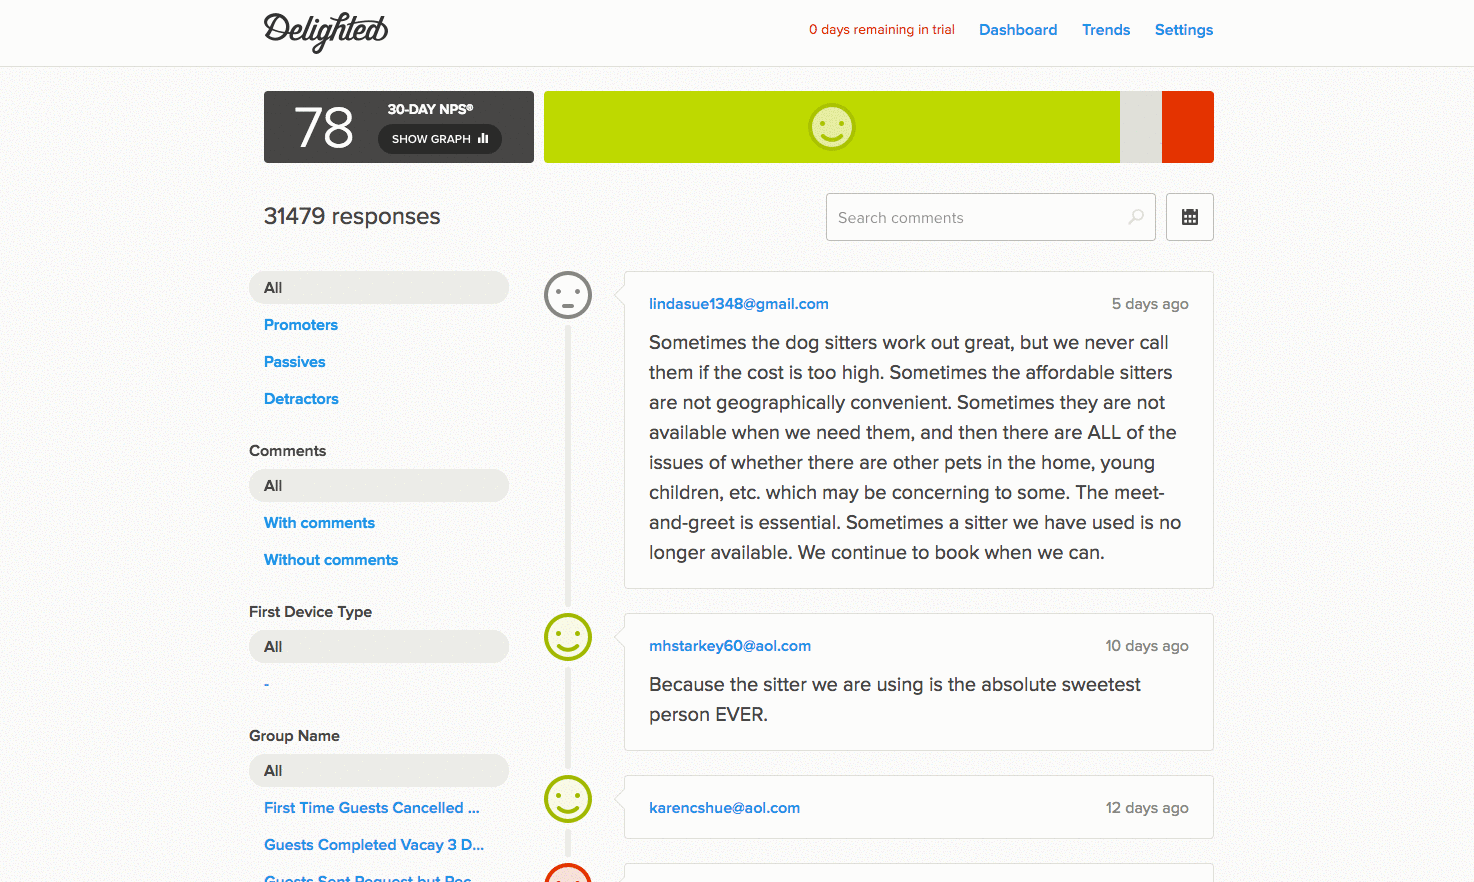 Delighted
0 days remaining in trial
Dashboard
Trends
Settings
78
30-DAY NPS®
SHOW GRAPH
31479 responses
Search comments
All
Promoters
Passives
Detractors
Comments
All
With comments
Without comments
First Device Type
All
-
Group Name
All
First Time Guests Cancelled ...
Guests Completed Vacay 3 D...
Guests Sent Request but Rec
lindasue1348@gmail.com
5 days ago
Sometimes the dog sitters work out great, but we never call
them if the cost is too high. Sometimes the affordable sitters
are not geographically convenient. Sometimes they are not
available when we need them, and then there are ALL of the
issues of whether there are other pets in the home, young
children, etc. which may be concerning to some. The meet-
and-greet is essential. Sometimes a sitter we have used is no
longer available. We continue to book when we can.
mhstarkey60@aol.com
10 days ago
Because the sitter we are using is the absolute sweetest
person EVER.
karencshue@aol.com
12 days ago